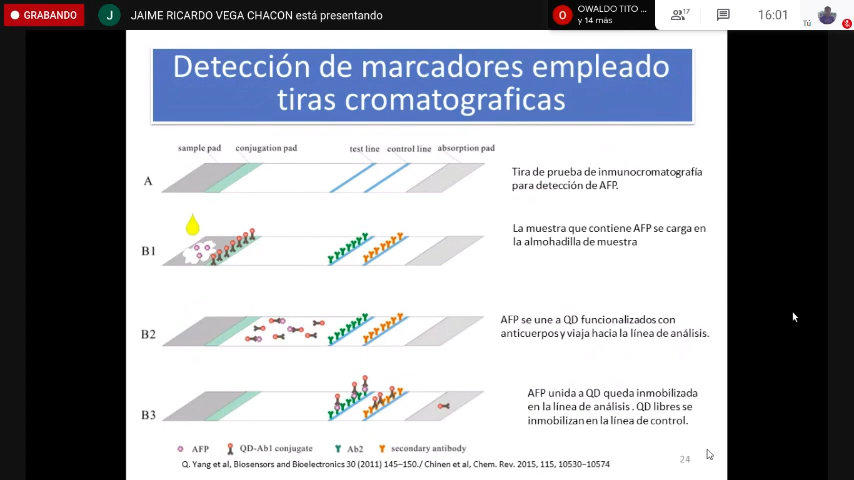 GRABANDO
J JAIME RICARDO VEGA CHACON está presentando
O OWALDO TITO ...
y 14 más
17
16:01
Tú
Detección de marcadores empleado
tiras cromatograficas
sample pad conjugation pad test line control line absorption pad
A
Tira de prueba de inmunocromatografía
para detección de AFP.
B1
La muestra que contiene AFP se carga en
la almohadilla de muestra
B2
AFP se une a QD funcionalizados con
anticuerpos y viaja hacia la línea de análisis.
B3
AFP unida a QD queda inmobilizada
en la línea de análisis . QD libres se
inmobilizan en la línea de control.
AFP QD-Ab1 conjugate Ab2 secondary antibody
Q. Yang et al, Biosensors and Bioelectronics 30 (2011) 145–150./ Chinen et al, Chem. Rev. 2015, 115, 10530–10574
24